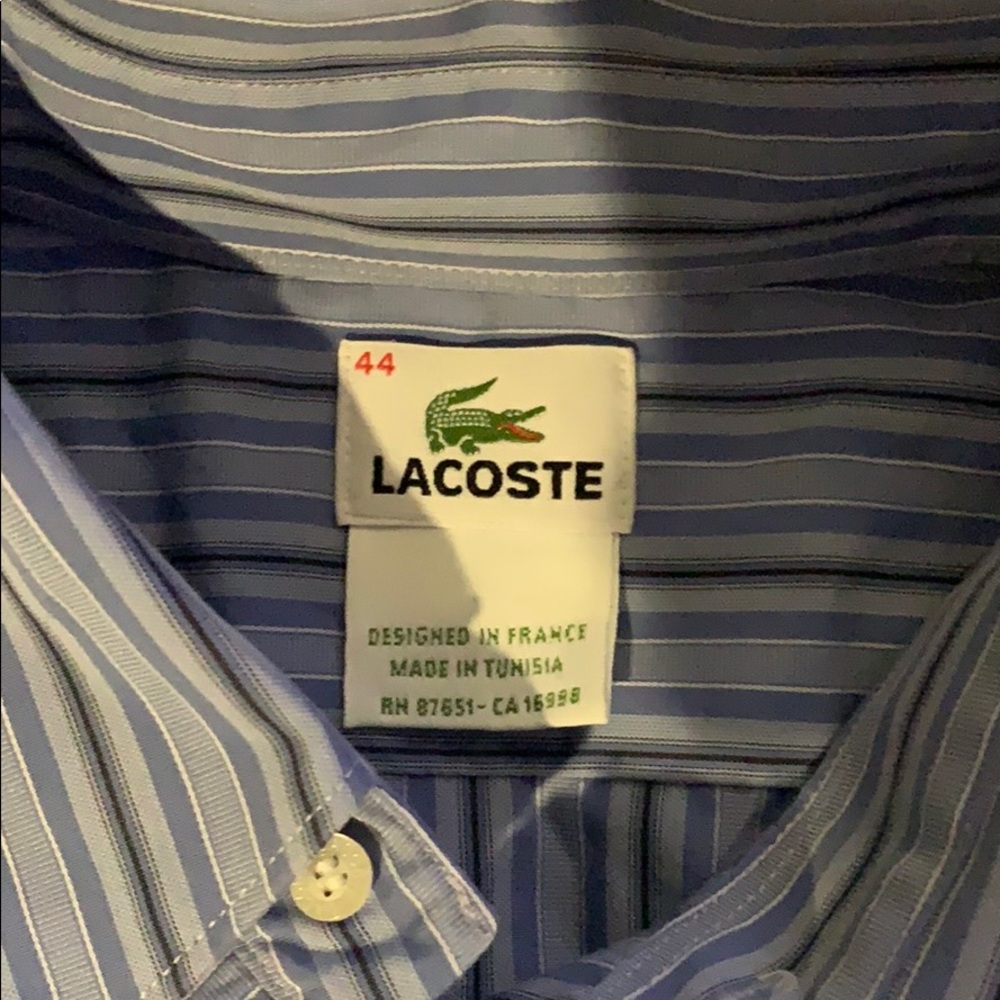 44
LACOSTE
DESIGNED IN FRANCE
MADE IN TUNISIA
RN 87651 - CA 16998